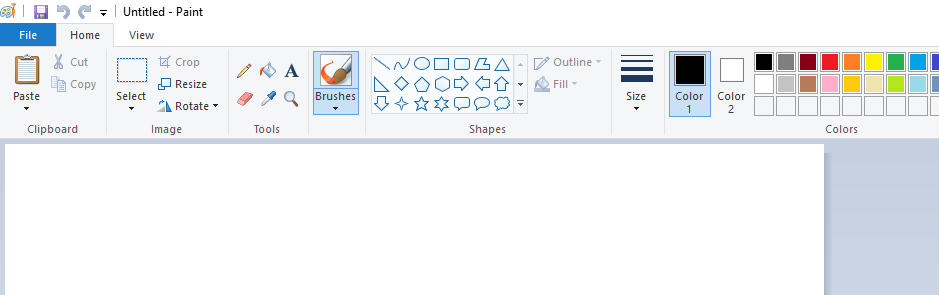 Untitled - Paint
File Home View
Paste
Cut
Copy
Clipboard
Select
Crop
Resize
Rotate
Image
A
Tools
Brushes
Outline
Fill
Shapes
Size
Color
1
Color
2
Colors